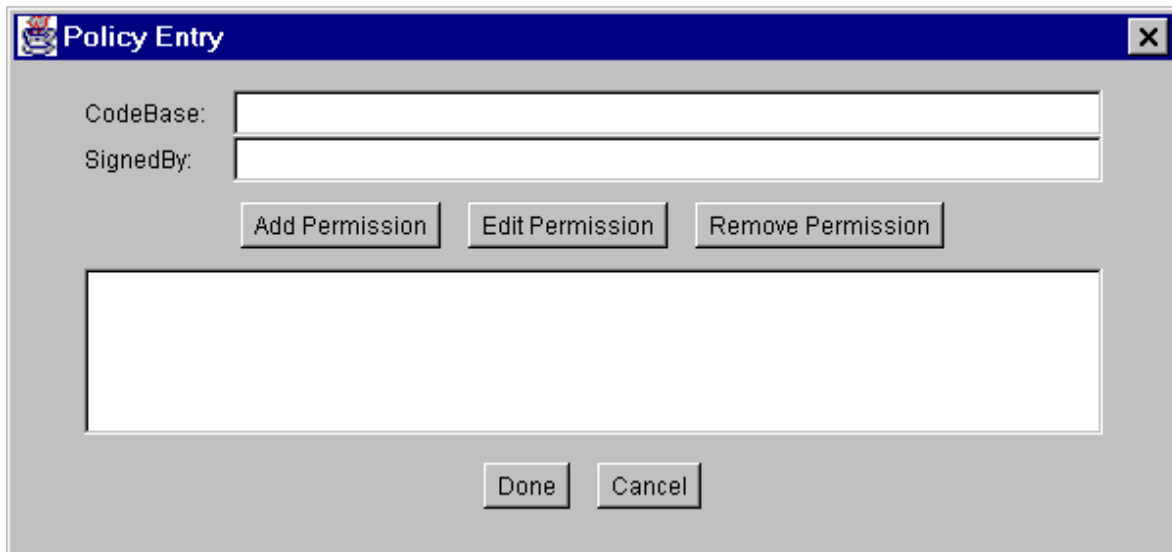 Policy Entry
CodeBase:
SignedBy:
Add Permission Edit Permission Remove Permission
Done Cancel